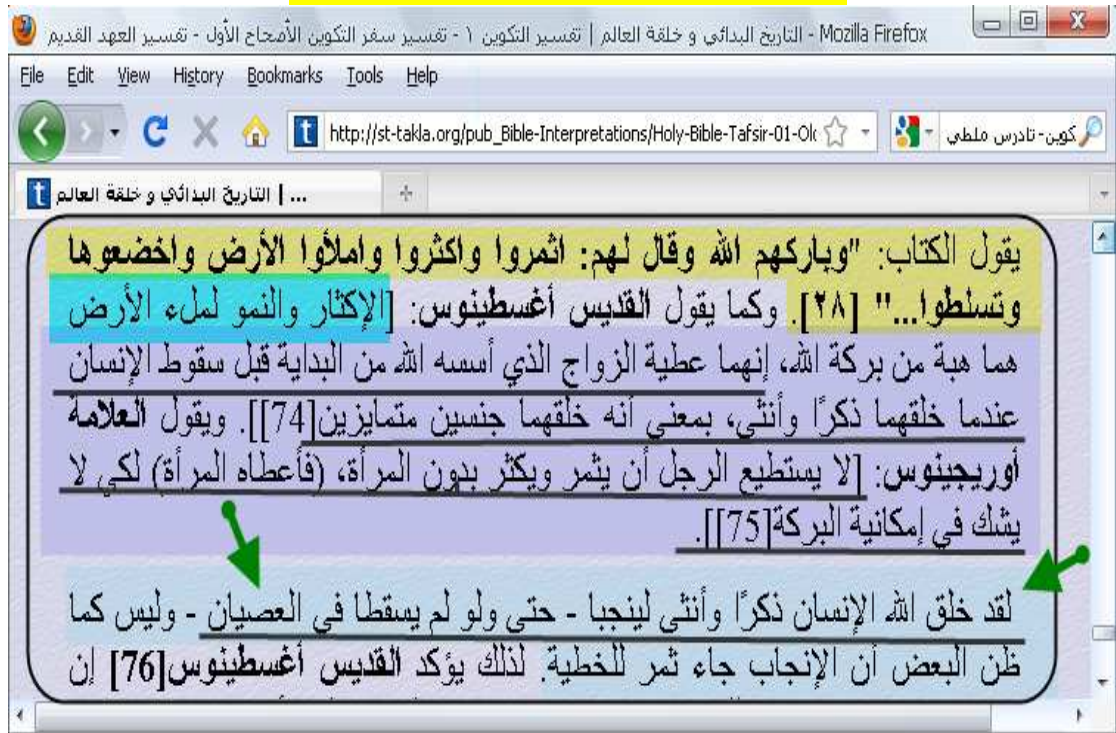 التاريخ البدائي و خلقة العالم | تفسير التكوين ١ - تفسير سفر التكوين الأصحاح الأول - تفسير العهد القديم - Mozilla Firefox
File Edit View History Bookmarks Tools Help
http://st-takla.org/pub_Bible-Interpretations/Holy-Bible-Tafsir-01-Ol
كوين- تادرس ملطي
التاريخ البدائي و خلقة العالم | ...
يقول الكتاب: "وباركهم الله وقال لهم: اثمروا واكثروا واملأوا الأرض واخضعوها
وتسلطوا..." [٢٨]. وكما يقول القديس أغسطينوس: [الإكثار والنمو لملء الأرض
هما هبة من بركة الله، إنهما عطية الزواج الذي أسسه الله من البداية قبل سقوط الإنسان
عندما خلقهما ذكرًا وأنثى، بمعنى أنه خلقهما جنسين متمايزين[74]]. ويقول العلامة
أوريجينوس: [لا يستطيع الرجل أن يثمر ويكثر بدون المرأة، (فأعطاه المرأة) لكي لا
يشك في إمكانية البركة[75]].
لقد خلق الله الإنسان ذكرًا وأنثى لينجبا - حتى ولو لم يسقطا في العصيان - وليس كما
ظن البعض أن الإنجاب جاء ثمر للخطية. لذلك يؤكد القديس أغسطينوس[76] إن